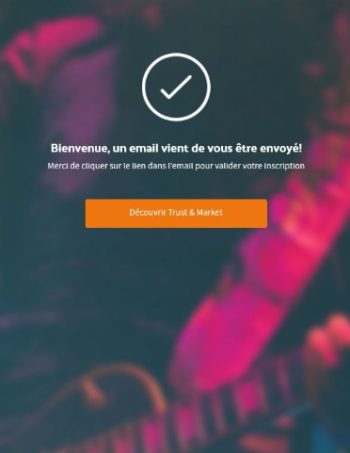 Bienvenue, un email vient de vous être envoyé!
Merci de cliquer sur le lien dans l'email pour valider votre inscription
Découvrir Trust & Market